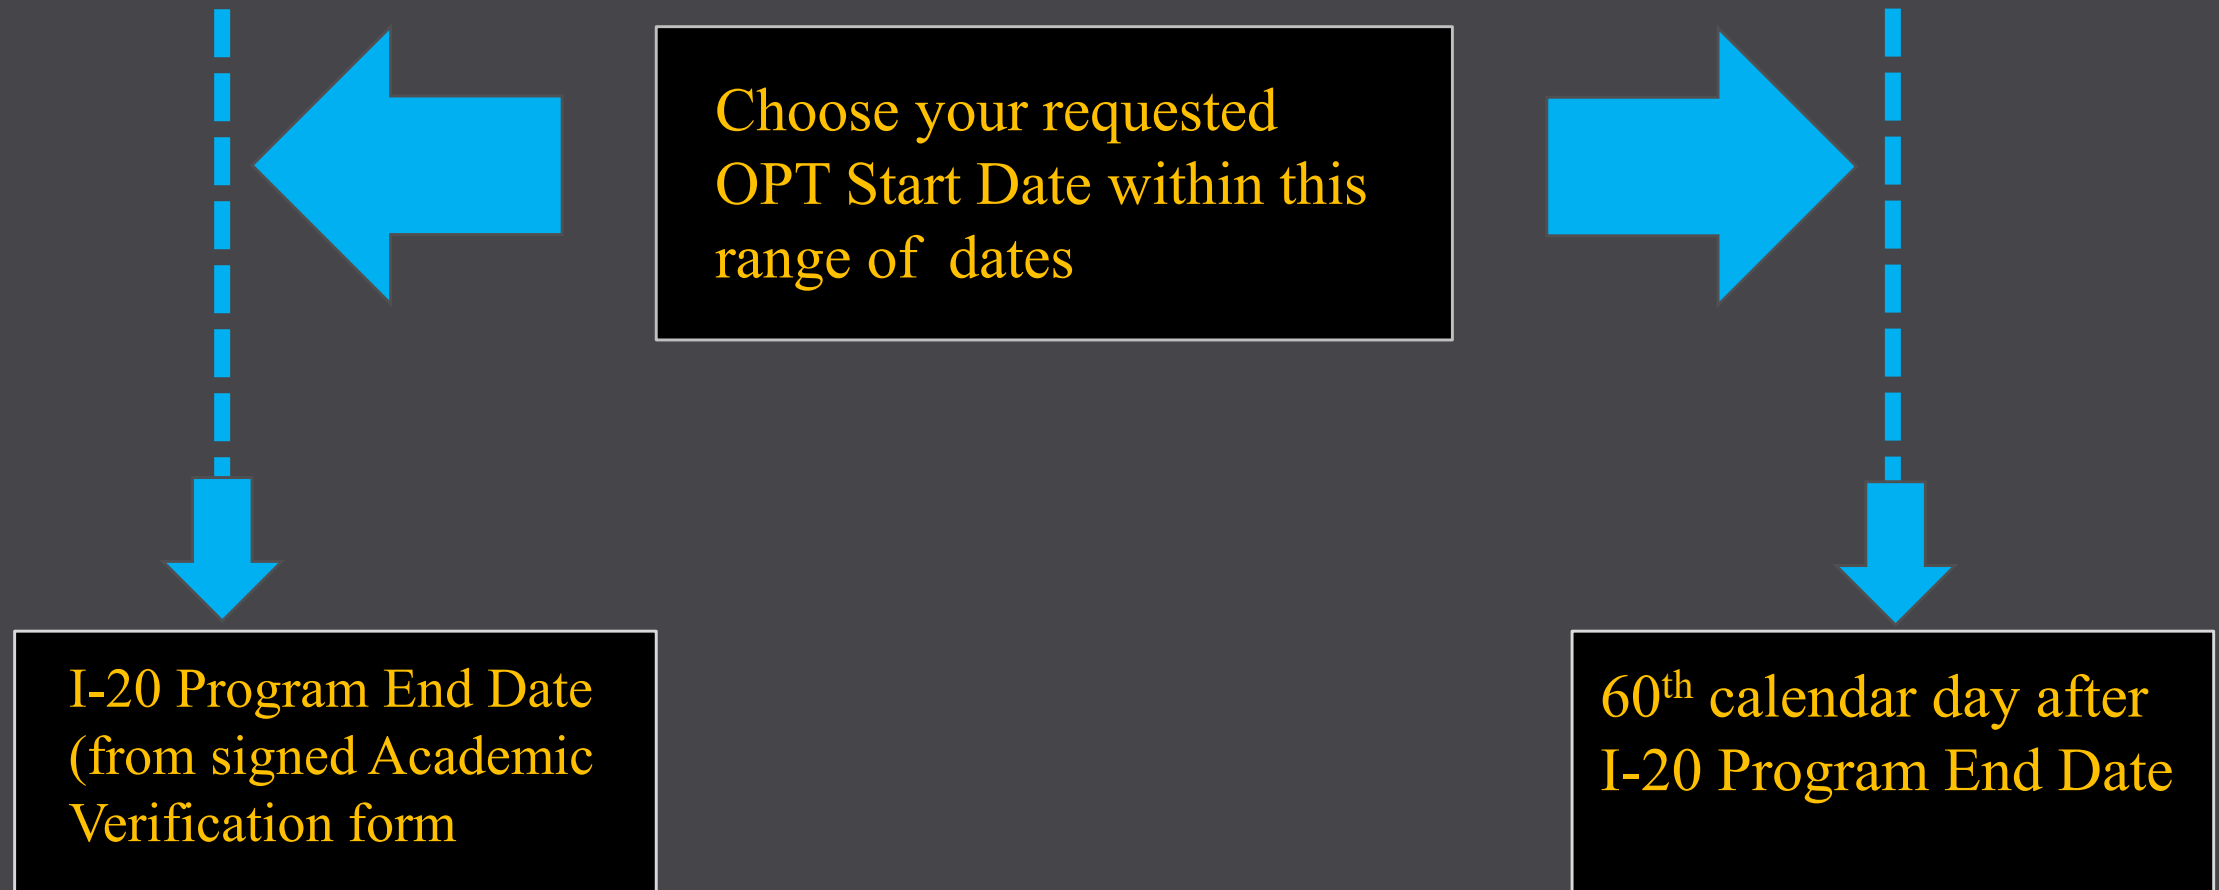 Choose your requested
OPT Start Date within this
range of  dates
I-20 Program End Date
(from signed Academic
Verification form
60th calendar day after
I-20 Program End Date